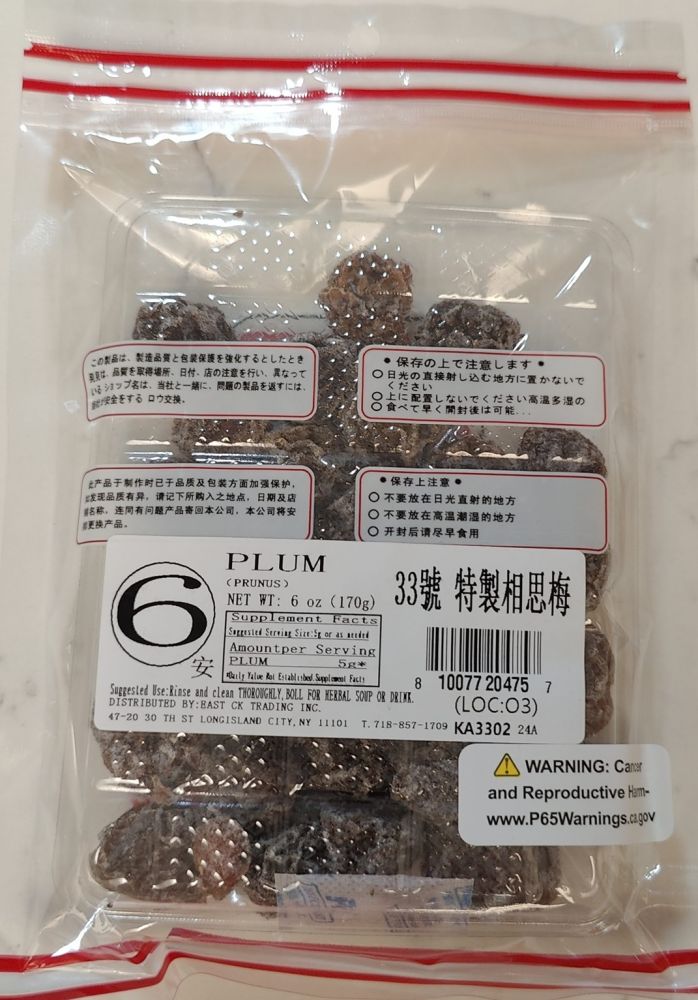 この製品は、製造品質と包装保護を強化するとしたとき
発見は、品質を取得場所、日付、店の注意を行い、異なって
いる ショップ名は、当社と一緒に、問題の製品を返すには、
安全をする ロウ交換。
● 保存の上で注意します ●
○ 日光の直接射し込む地方に置かないで
ください
○ 上に配置しないでください高温多湿の
○ 食べて早く開封後は可能...
此产品于制作时已于品质及包装方面加强保护,
如发现品质有异, 请记下所购入之地点, 日期及店
名称、连同有问题产品寄回本公司, 本公司将安
排更换产品。
● 保存上注意 ●
○ 不要放在日光直射的地方
○ 不要放在高温潮湿的地方
○ 开封后请尽早食用
6
安
PLUM
(PRUNUS)
NET WT: 6 oz (170g)
Supplement Facts
Suggested Serving Size:5g or as needed
Amountper Serving
PLUM 5g*
*Daily Value Not Established.Supplement Facts
33號 特製相思梅
8 10077 20475 7
(LOC:O3)
Suggested Use:Rinse and clean THOROUGHLY,BOLL FOR HERBAL SOUP OR DRINK.
DISTRIBUTED BY:EAST CK TRADING INC.
47-20 30 TH ST LONGISLAND CITY,NY 11101 T.718-857-1709 KA3302 24A
WARNING: Cancer
and Reproductive Harm-
www.P65Warnings.ca.gov